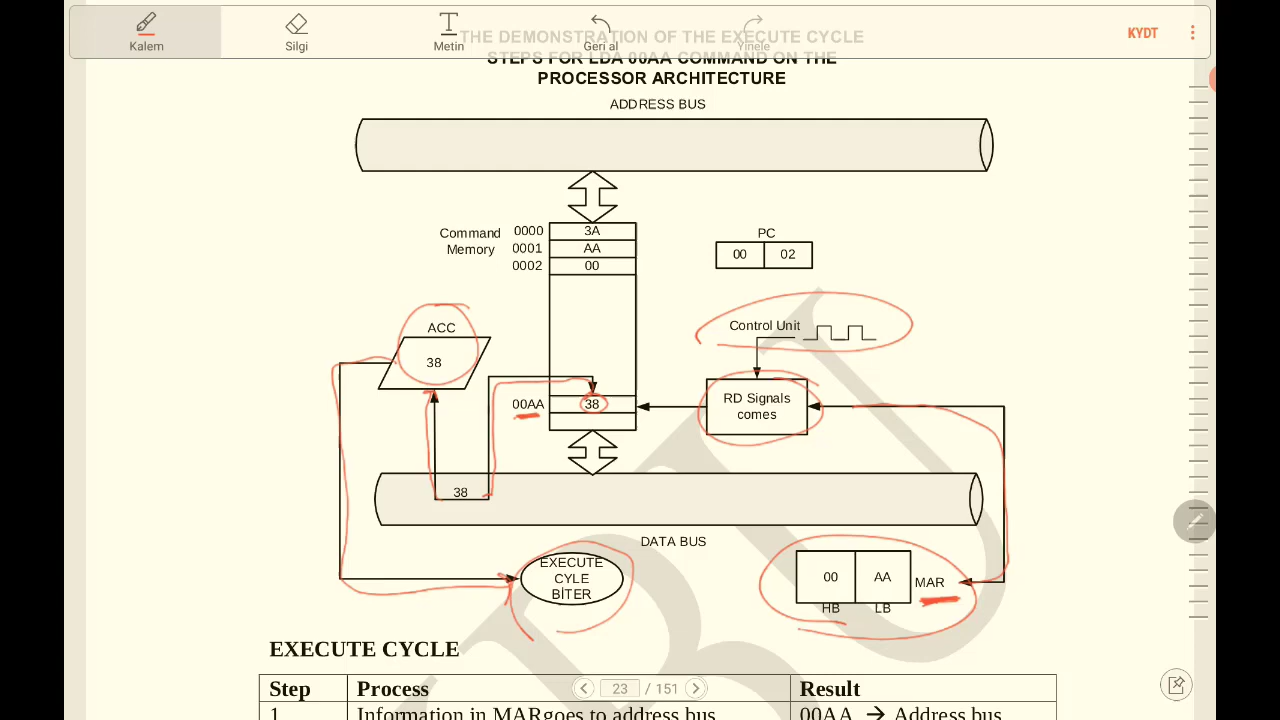 Kalem
Silgi
Metin
Geri al
Yinele
KYDT
THE DEMONSTRATION OF THE EXECUTE CYCLE
STEPS FOR LDA 00AA COMMAND ON THE
PROCESSOR ARCHITECTURE
ADDRESS BUS
Command
Memory
0000 3A
0001 AA
0002 00
PC
00 02
ACC
38
Control Unit
00AA 38
RD Signals
comes
38
DATA BUS
EXECUTE
CYLE
BİTER
00 AA MAR
HB LB
EXECUTE CYCLE
Step Process Result
23 / 151
1 Information in MARgoes to address bus 00AA → Address bus